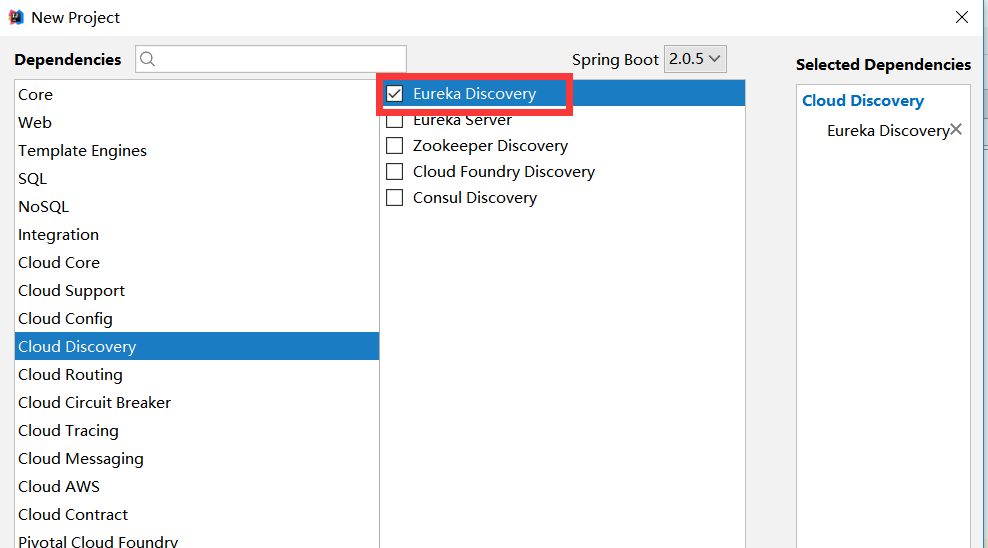 New Project
Dependencies
Spring Boot 2.0.5
Selected Dependencies
Core
Web
Template Engines
SQL
NoSQL
Integration
Cloud Core
Cloud Support
Cloud Config
Cloud Discovery
Cloud Routing
Cloud Circuit Breaker
Cloud Tracing
Cloud Messaging
Cloud AWS
Cloud Contract
Pivotal Cloud Foundry
Eureka Discovery
Eureka Server
Zookeeper Discovery
Cloud Foundry Discovery
Consul Discovery
Cloud Discovery
Eureka Discovery